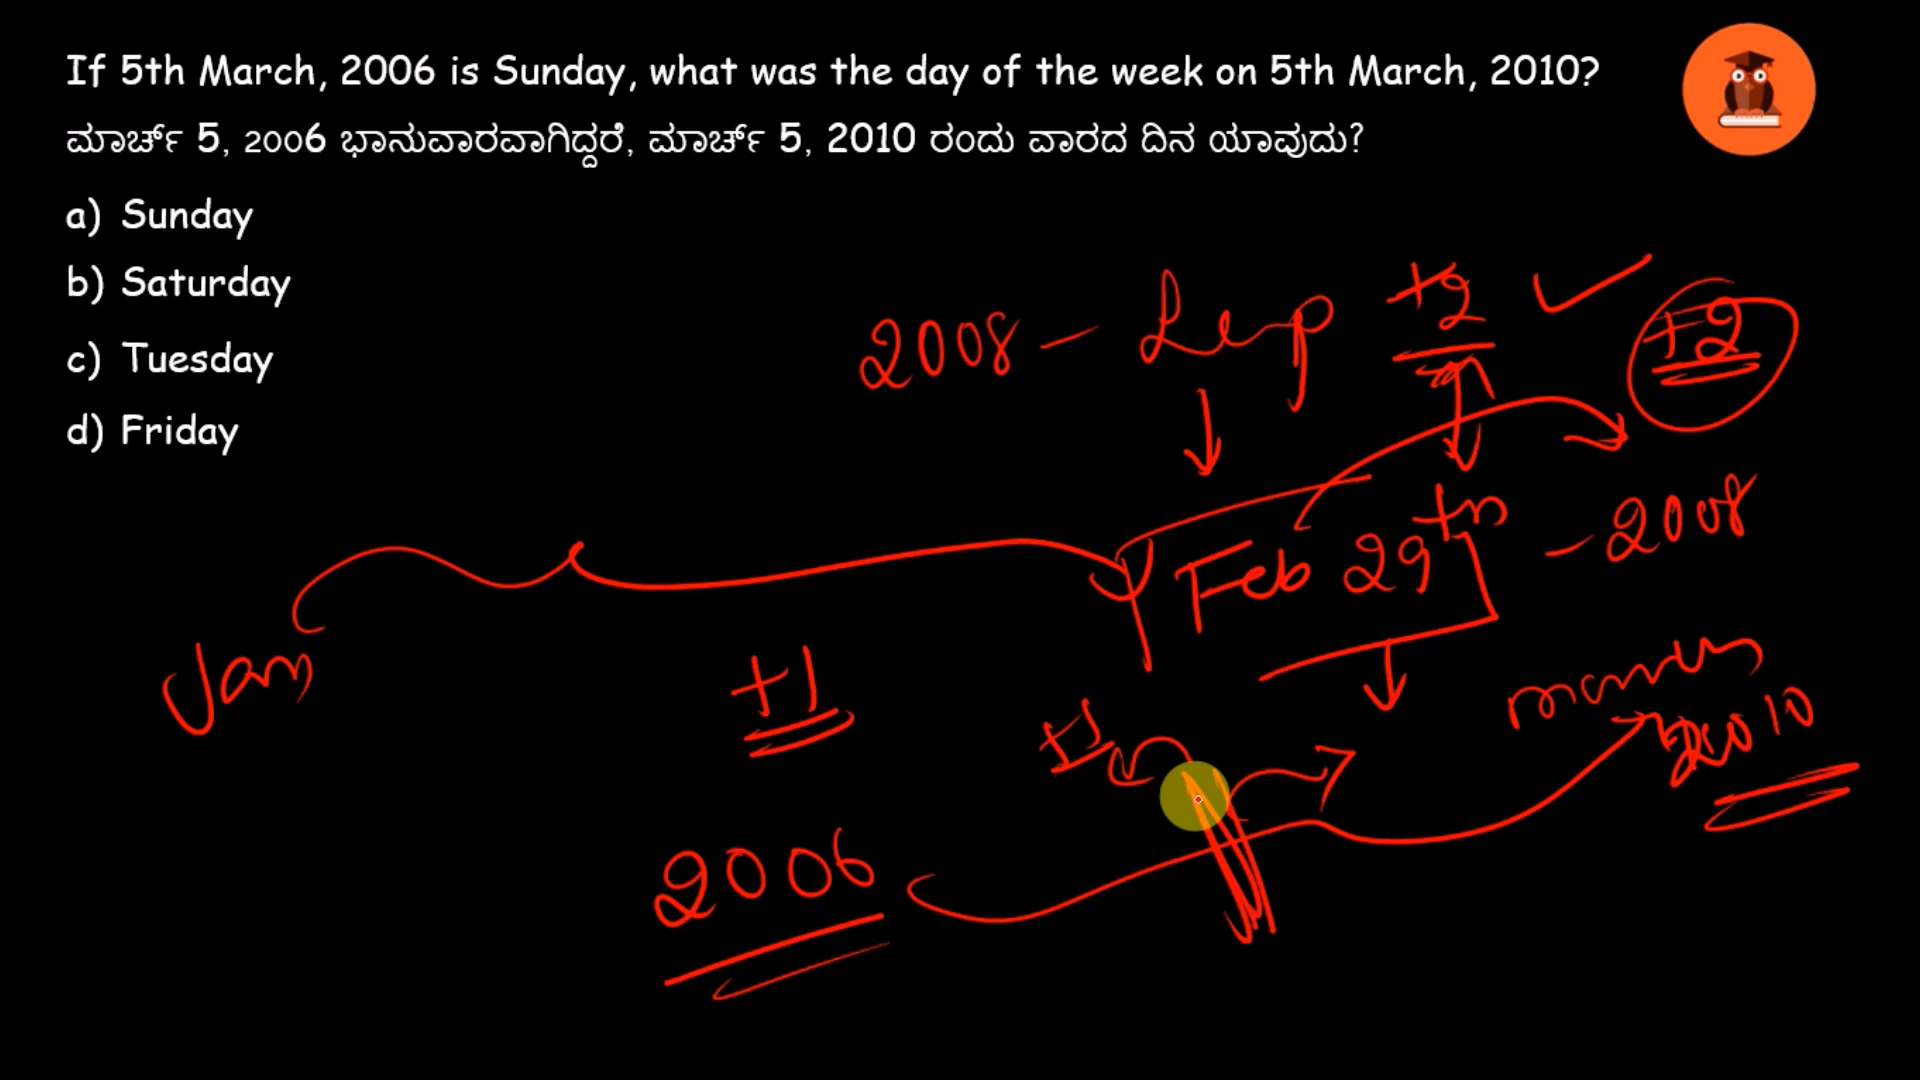 If 5th March, 2006 is Sunday, what was the day of the week on 5th March, 2010?
ಮಾರ್ಚ್ 5, 2006 ಭಾನುವಾರವಾಗಿದ್ದರೆ, ಮಾರ್ಚ್ 5, 2010 ರಂದು ವಾರದ ದಿನ ಯಾವುದು?
a) Sunday
b) Saturday
c) Tuesday
d) Friday
2008 - Leap +2
+2
Feb 29th - 2008
Jan
+1
+1
2010
2006